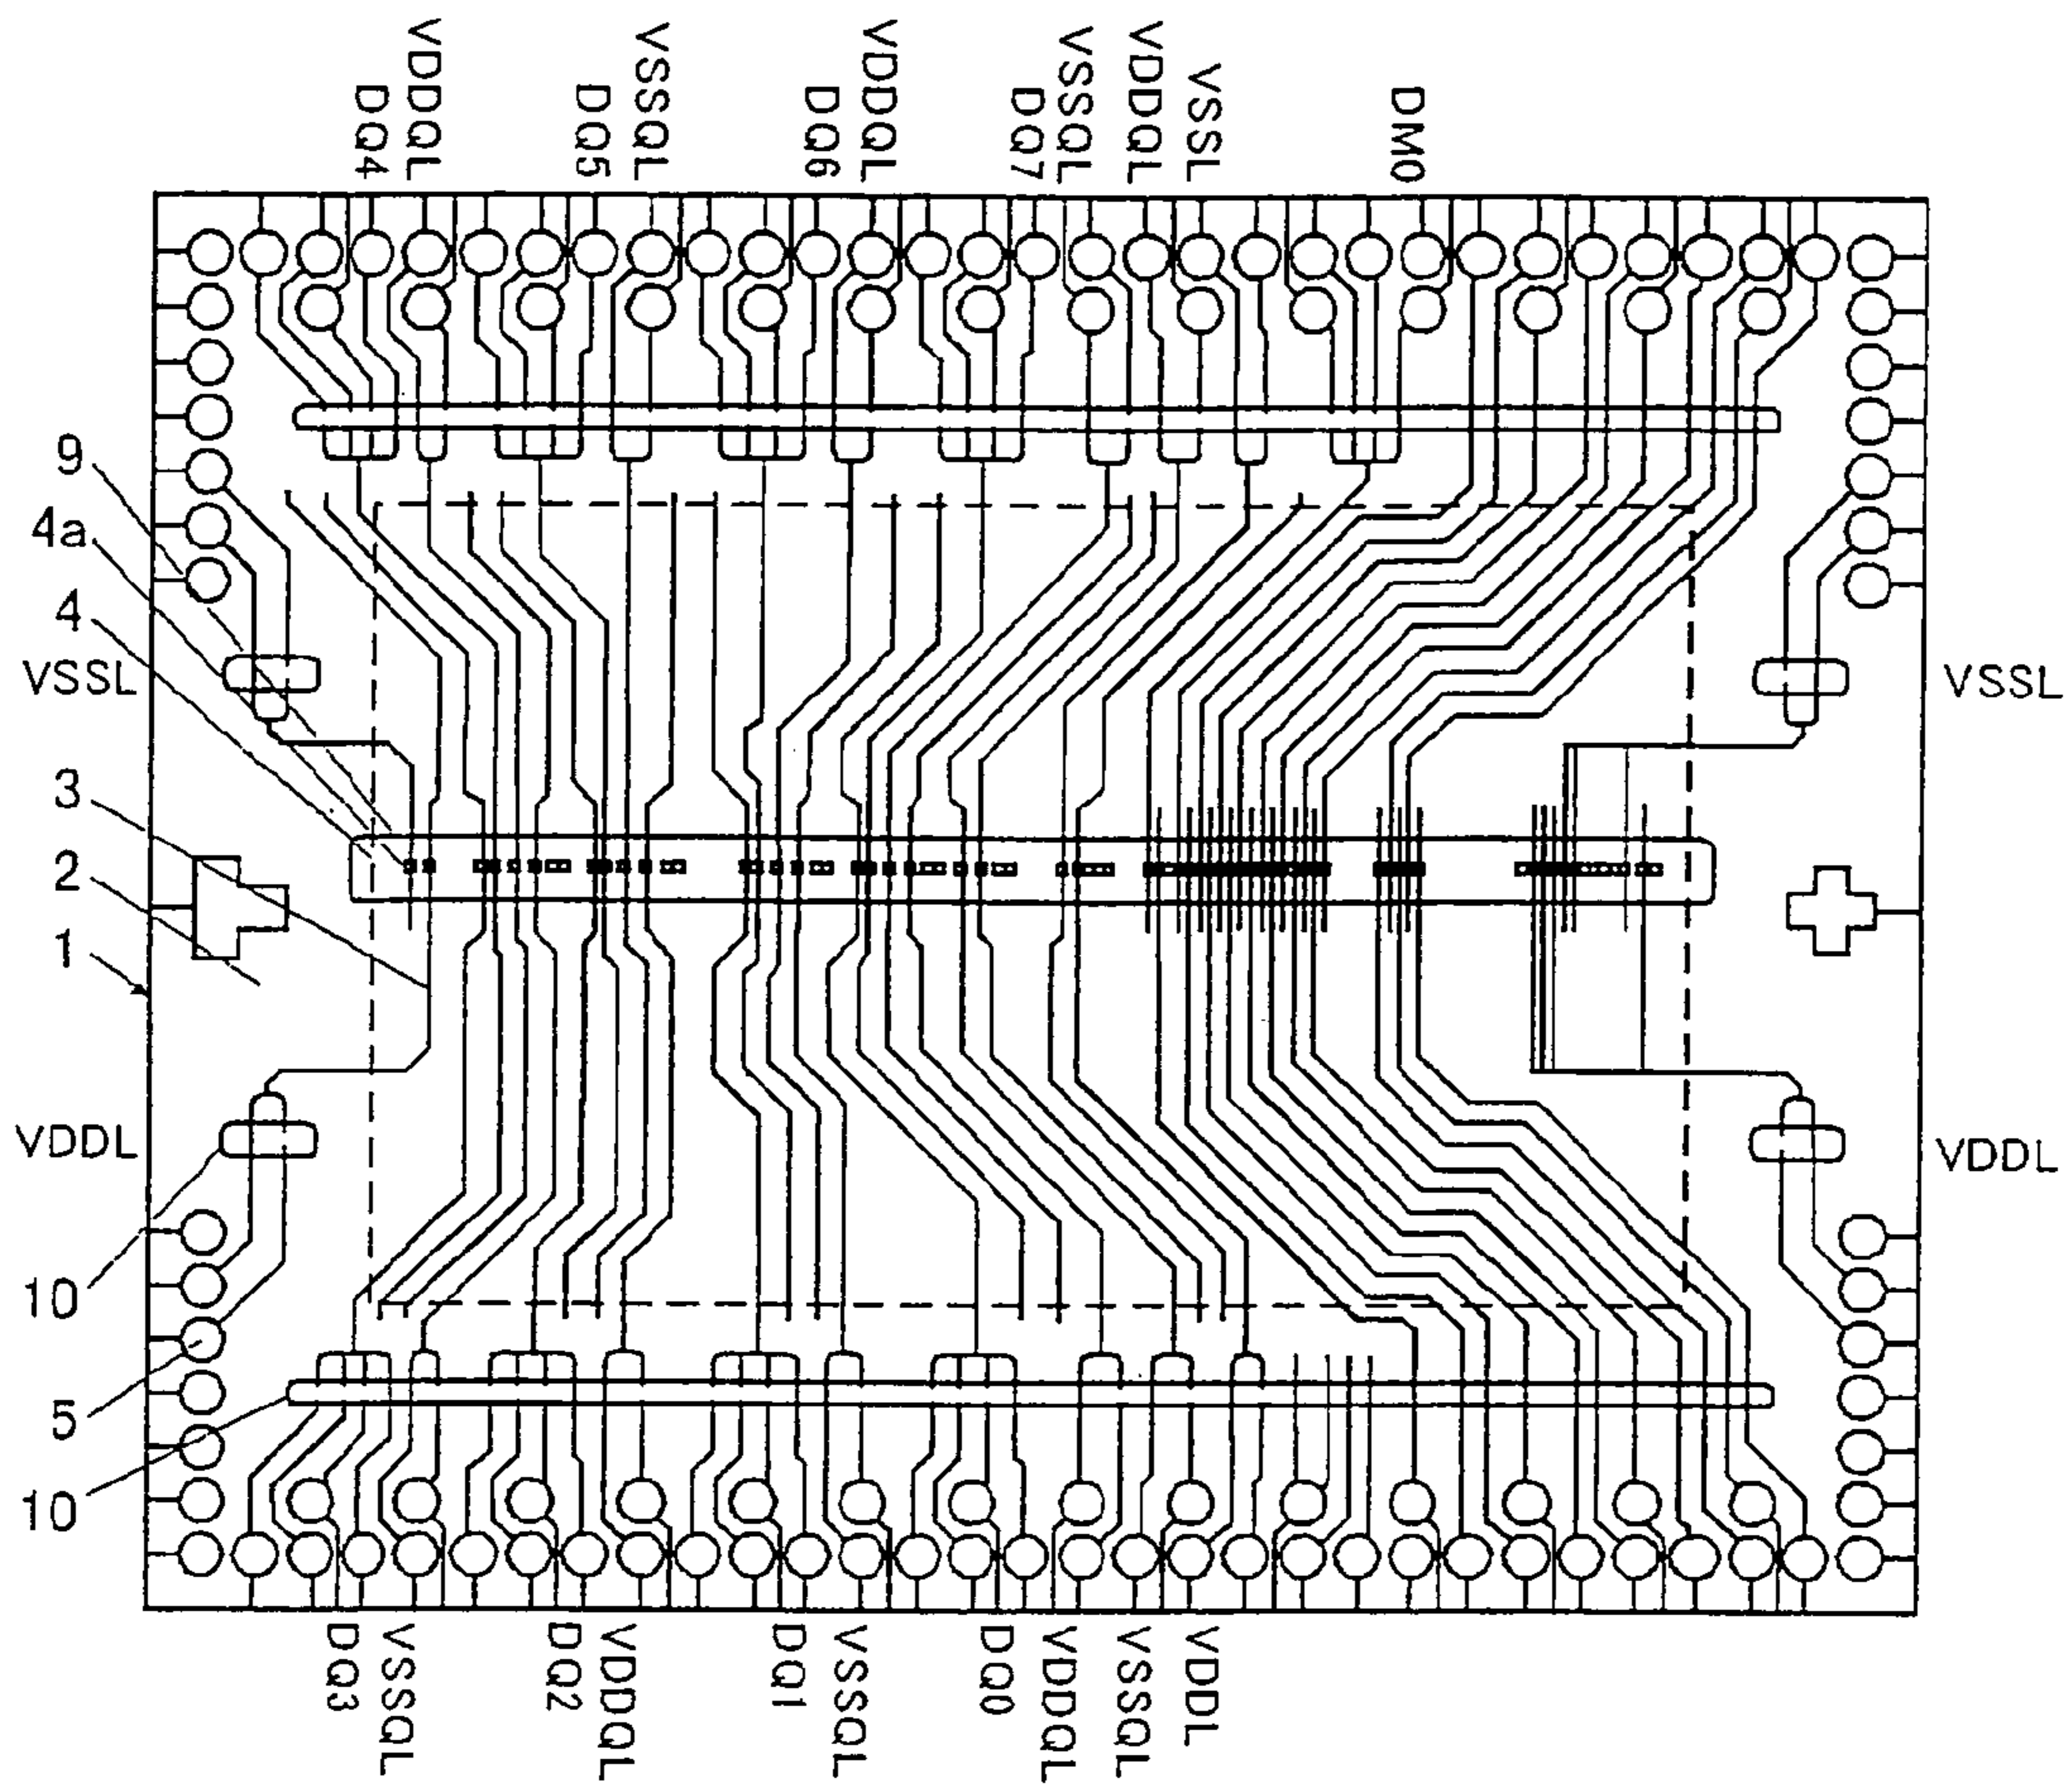 VDDQL
DQ4
VSSQL
DQ5
VDDQL
DQ6
VSSQL
DQ7
VDDQL
VSSL
DM0
9
4a
4
VSSL
VSSL
3
2
1
VDDL
VDDL
10
5
10
DQ3
VSSQL
DQ2
VDDQL
DQ1
VSSQL
DQ0
VDDQL
VSSQL
VDDL